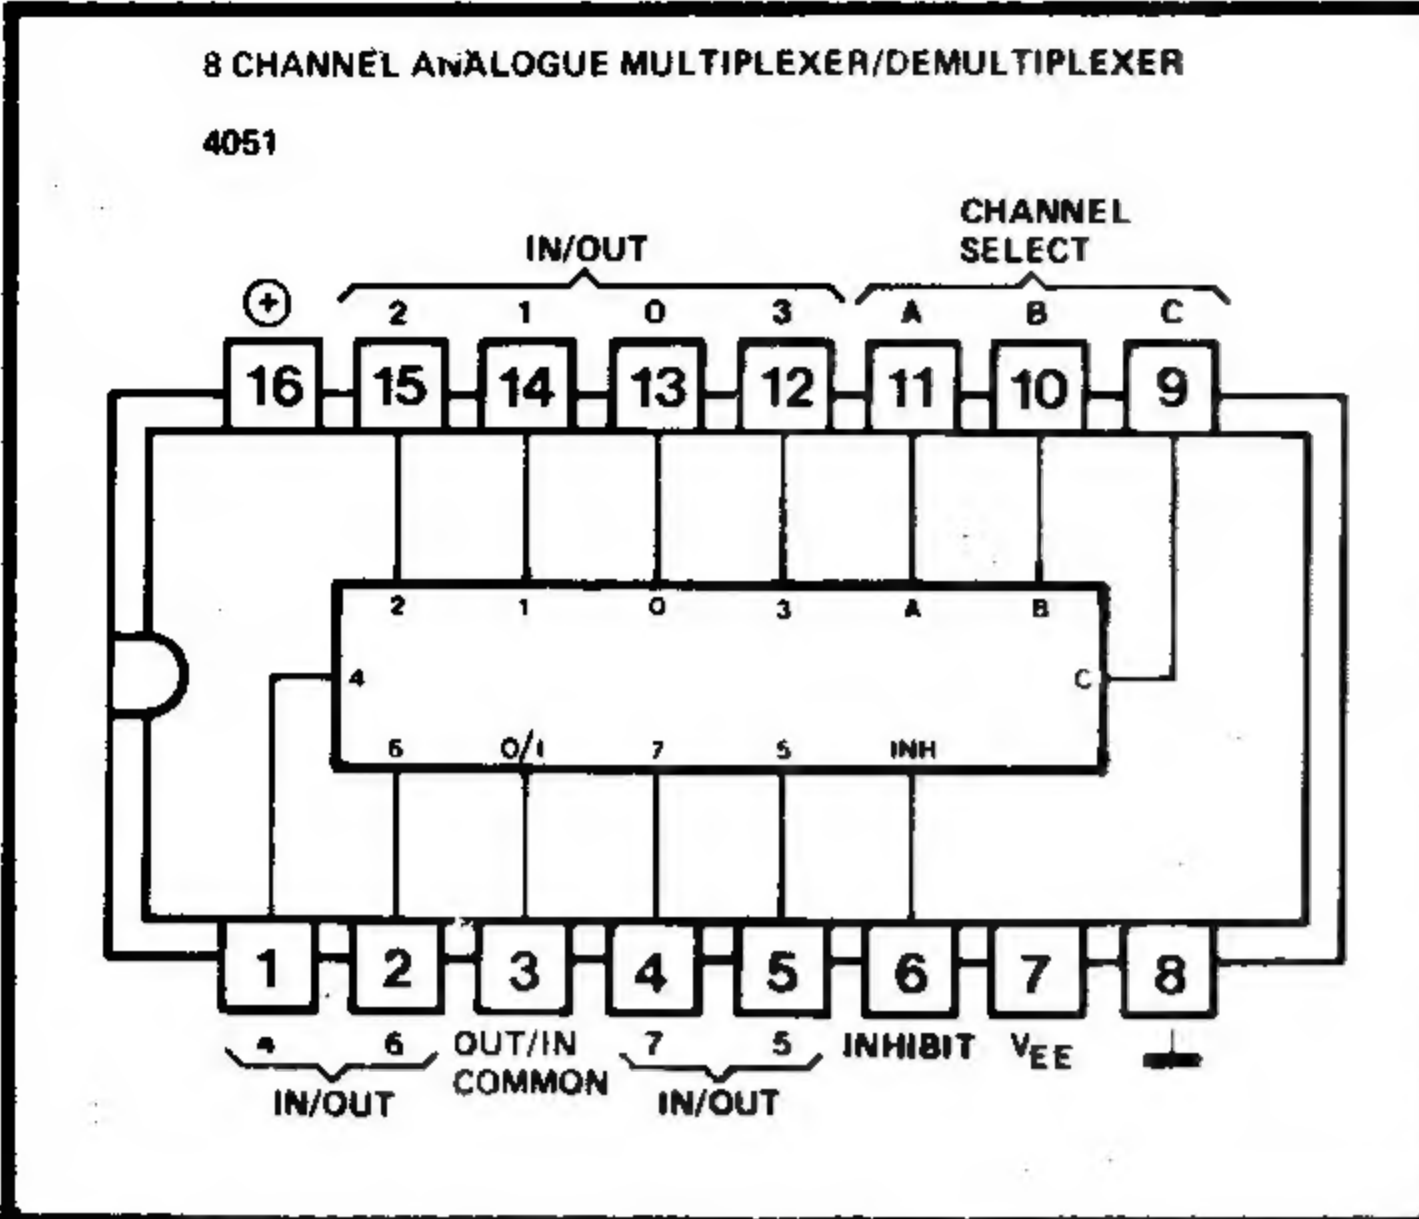 8 CHANNEL ANALOGUE MULTIPLEXER/DEMULTIPLEXER
4051
CHANNEL
SELECT
IN/OUT
2 1 0 3 A B C
16 15 14 13 12 11 10 9
2 1 0 3 A B
4 C
6 O/I 7 5 INH
1 2 3 4 5 6 7 8
4 6 OUT/IN 7 5 INHIBIT VEE
COMMON
IN/OUT IN/OUT